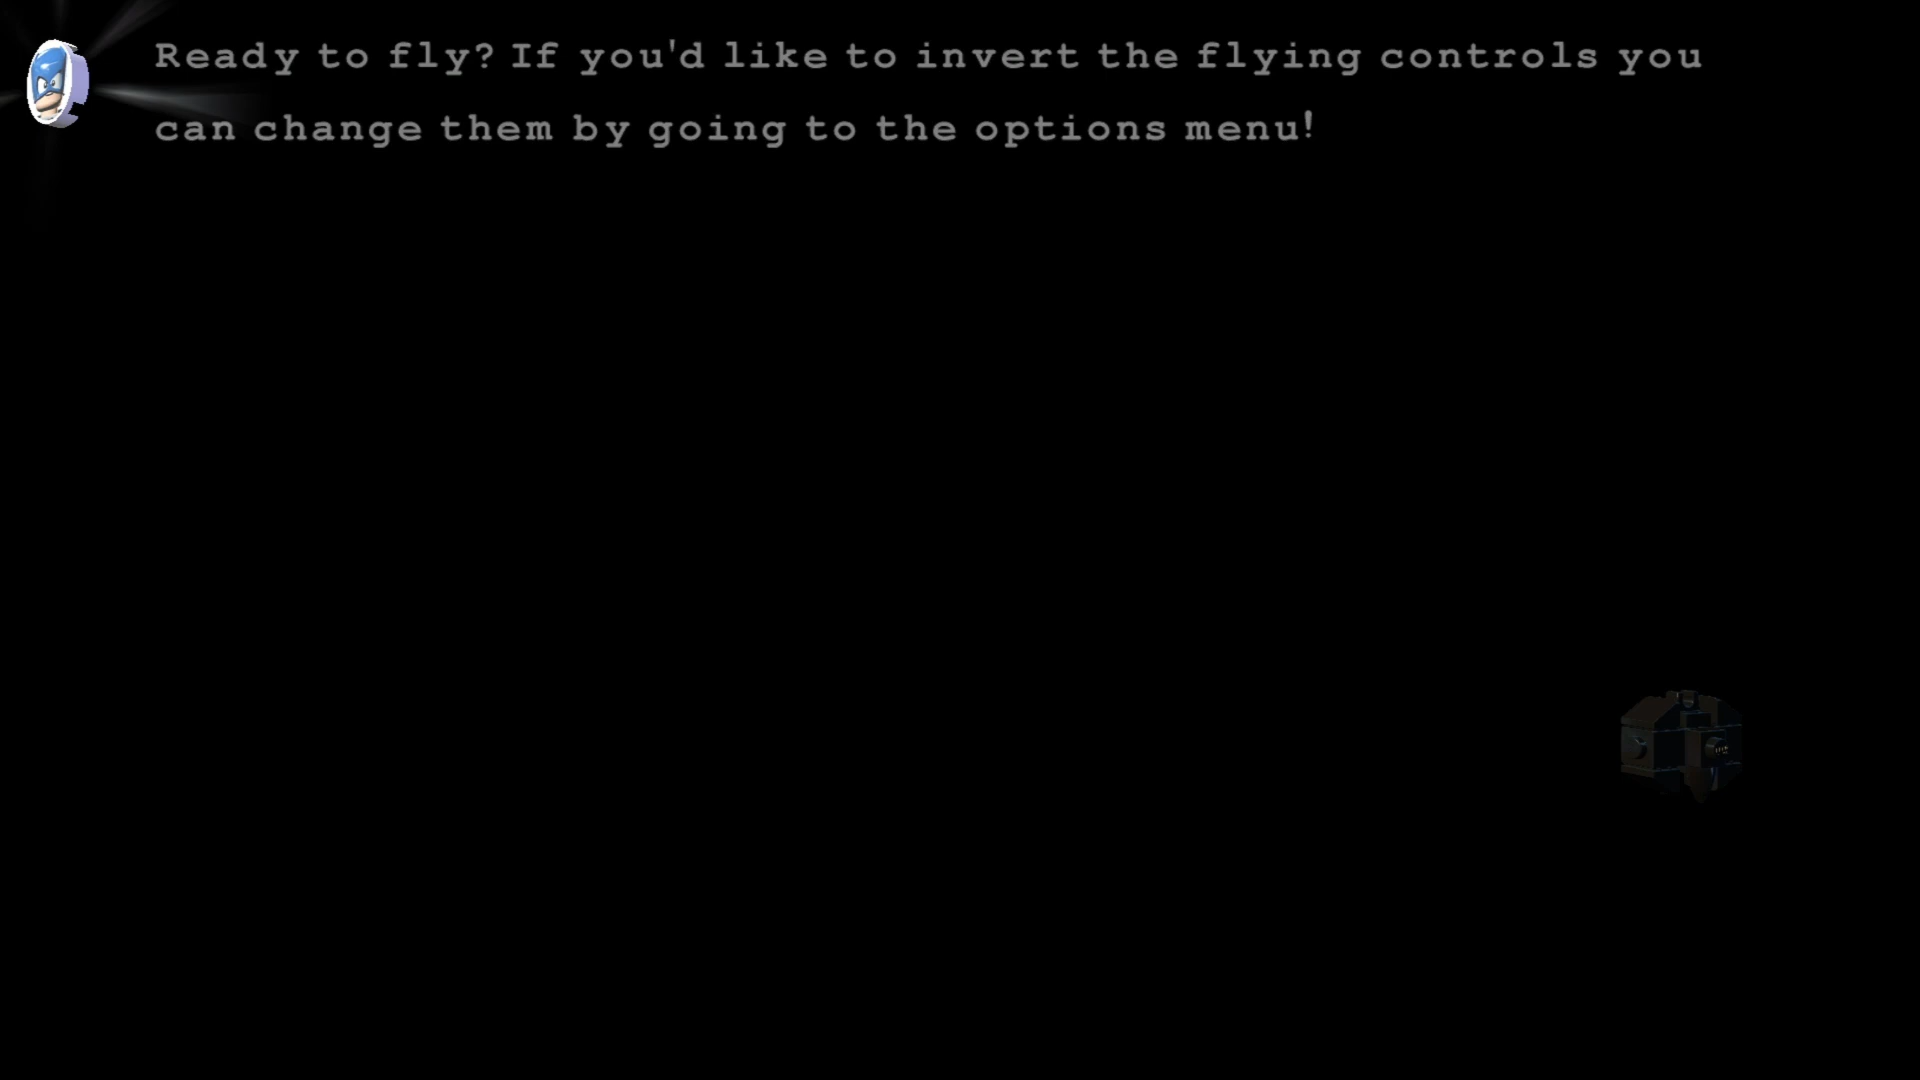 Ready to fly? If you'd like to invert the flying controls you
can change them by going to the options menu!